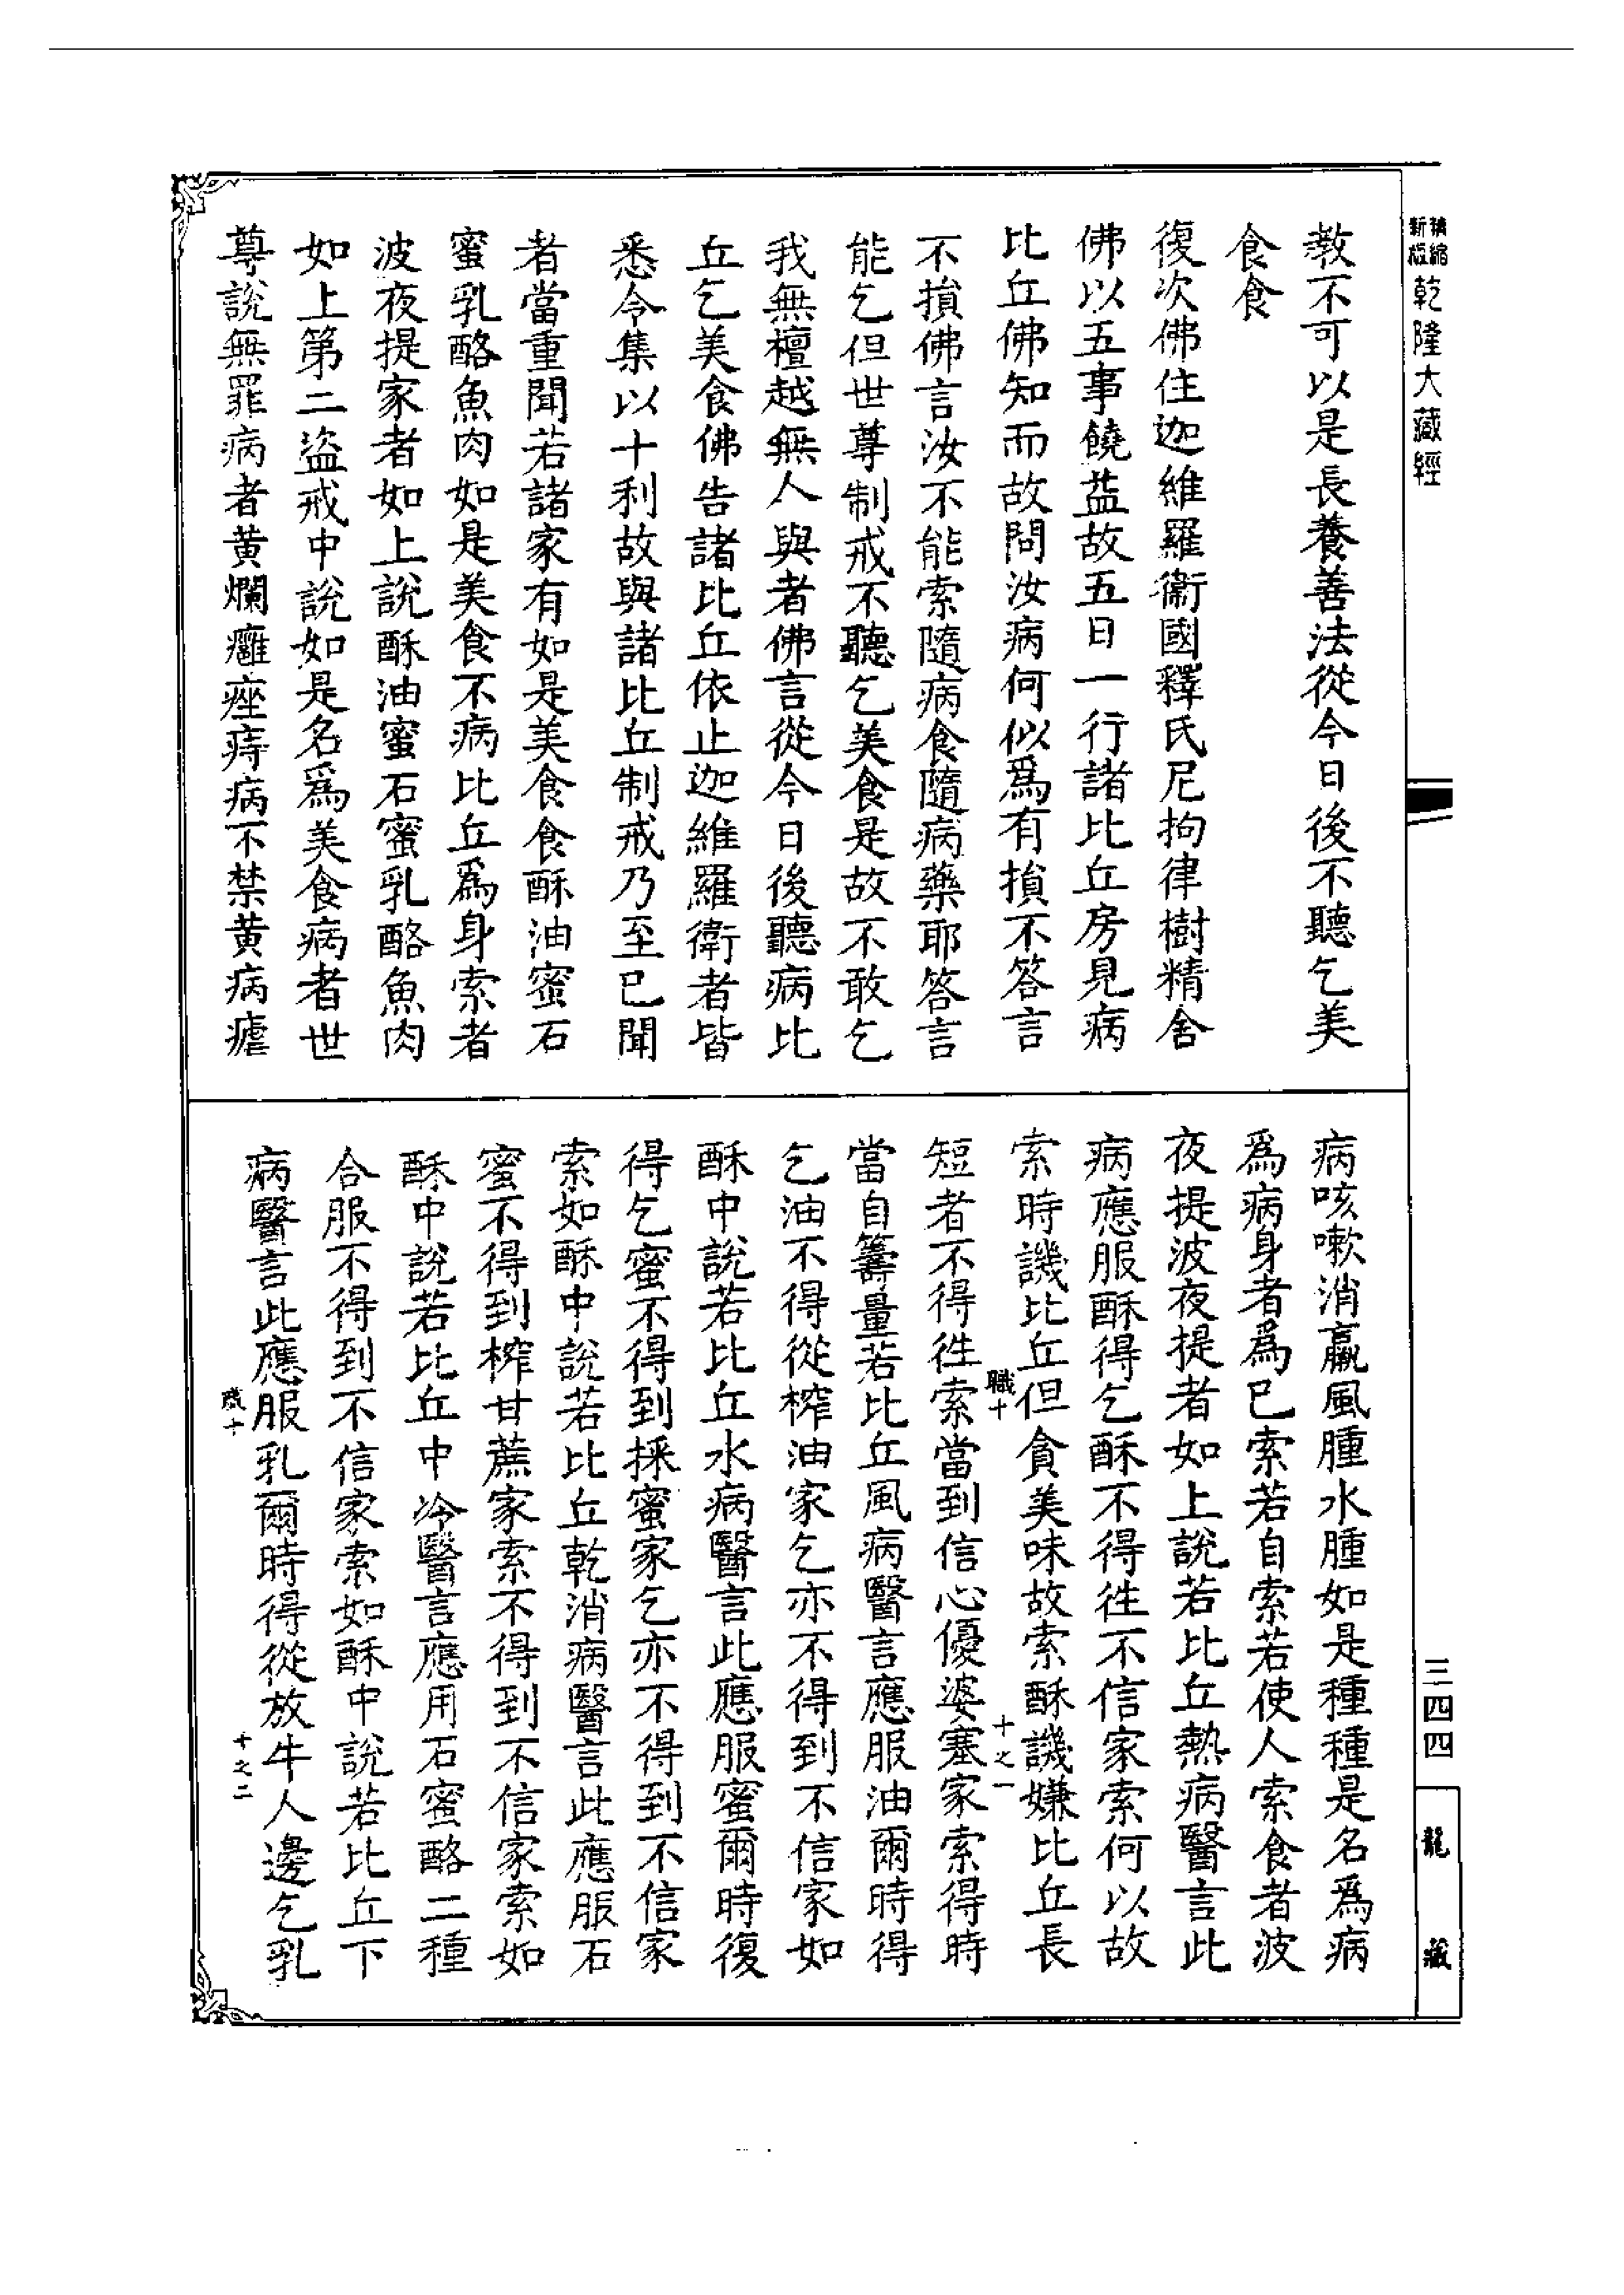 新編縮版乾隆大藏經
教不可以是長養善法從今日後不聽乞美
食食
復次佛住迦維羅衛國釋氏尼拘律樹精舍
佛以五事饒益故五日一行諸比丘房見病
比丘佛知而故問汝病何似為有損不答言
不損佛言汝不能索隨病食隨病藥耶答言
能乞但世尊制戒不聽乞美食是故不敢乞
我無檀越無人與者佛言從今日後聽病比
丘乞美食佛告諸比丘依止迦維羅衛者皆
悉令集以十利故與諸比丘制戒乃至已聞
者當重聞若諸家有如是美食食酥油蜜石
蜜乳酪魚肉如是美食不病比丘為身索者
波夜提家者如上說酥油蜜石蜜乳酪魚肉
如上第二盜戒中說如是名為美食病者世
尊說無罪病者黃爛癰痤痔病不禁黃病瘧
病咳嗽消羸風腫水腫如是種種是名為病
為病身者為已索若自索若使人索食者波
夜提波夜提者如上說若比丘熱病醫言此
病應服酥得乞酥不得徃不信家索何以故
索時譏比丘但貪美味故索酥譏嫌比丘長
職十
十之一
短者不得徃索當到信心優婆塞家索得時
當自籌量若比丘風病醫言應服油爾時得
乞油不得從榨油家乞亦不得到不信家如
酥中說若比丘水病醫言此應服蜜爾時復
得乞蜜不得到採蜜家乞亦不得到不信家
索如酥中說若比丘乾消病醫言此應服石
蜜不得到榨甘蔗家索不得到不信家索如
酥中說若比丘中冷醫言應用石蜜酪二種
合服不得到不信家索如酥中說若比丘下
病醫言此應服乳爾時得從放牛人邊乞乳
職十
十之二
三四四
龍藏